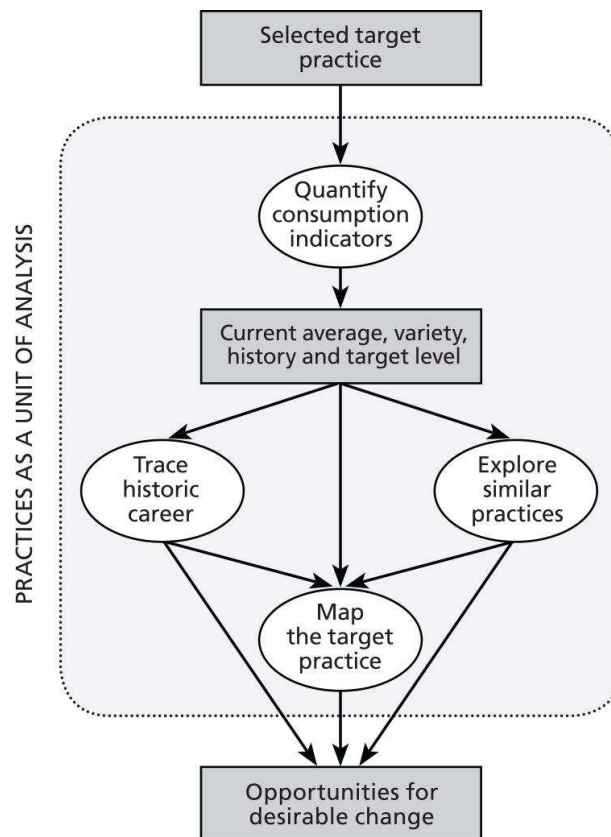 Selected target
practice
PRACTICES AS A UNIT OF ANALYSIS
Quantify
consumption
indicators
Current average, variety,
history and target level
Trace
historic
career
Explore
similar
practices
Map
the target
practice
Opportunities for
desirable change